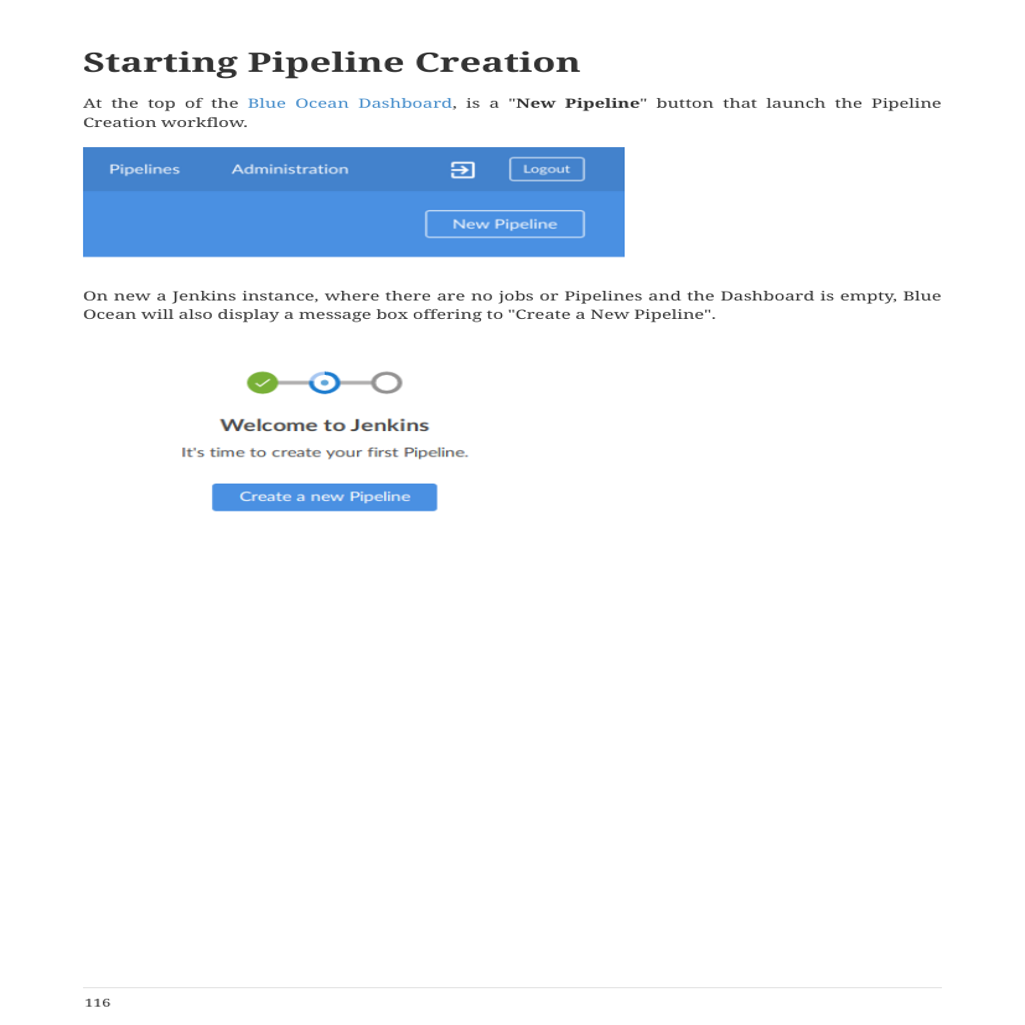 Starting Pipeline Creation
At the top of the Blue Ocean Dashboard, is a "New Pipeline" button that launch the Pipeline
Creation workflow.
Pipelines Administration Logout
New Pipeline
On new a Jenkins instance, where there are no jobs or Pipelines and the Dashboard is empty, Blue
Ocean will also display a message box offering to "Create a New Pipeline".
Welcome to Jenkins
It's time to create your first Pipeline.
Create a new Pipeline
116